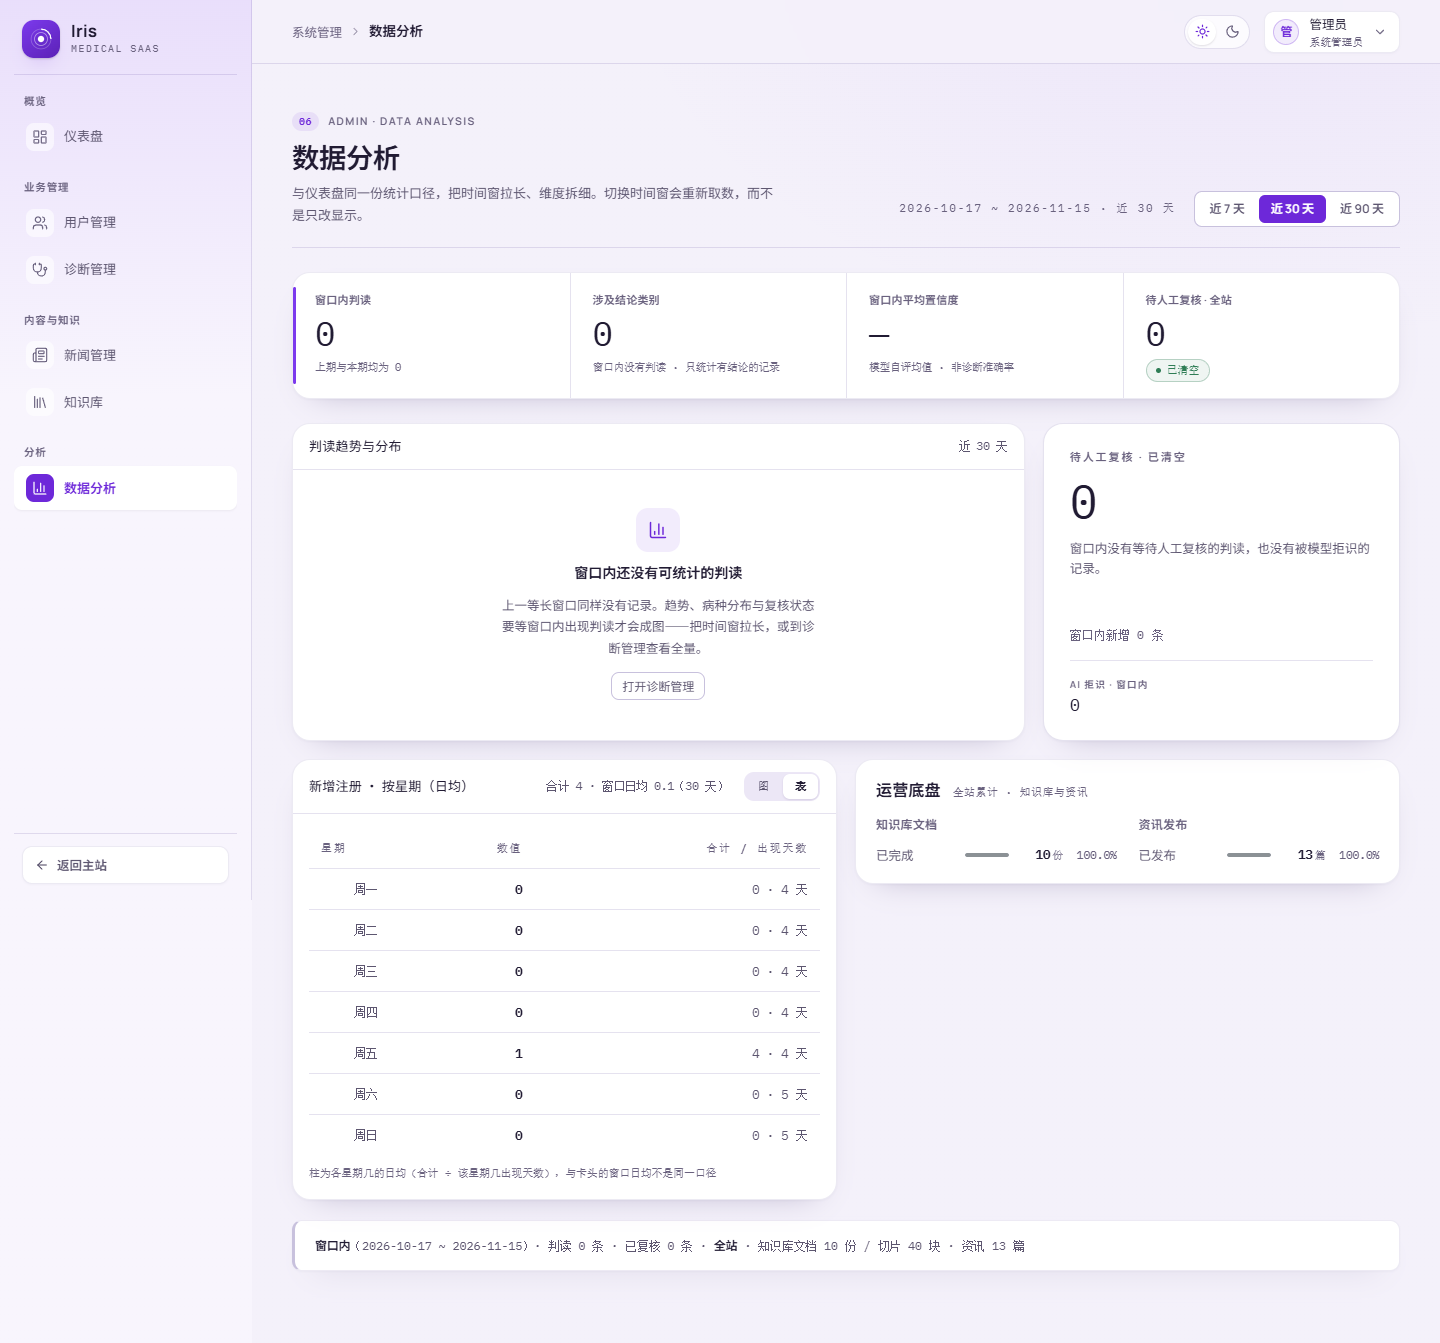 Iris
MEDICAL SAAS
概览
仪表盘
业务管理
用户管理
诊断管理
内容与知识
新闻管理
知识库
分析
数据分析
返回主站
系统管理 > 数据分析
管
管理员
系统管理员
06 ADMIN · DATA ANALYSIS
数据分析
与仪表盘同一份统计口径，把时间窗拉长、维度拆细。切换时间窗会重新取数，而不
是只改显示。
2026-10-17 ~ 2026-11-15 · 近 30 天
近 7 天 近 30 天 近 90 天
窗口内判读
0
上期与本期均为 0
涉及结论类别
0
窗口内没有判读 · 只统计有结论的记录
窗口内平均置信度
—
模型自评均值 · 非诊断准确率
待人工复核 · 全站
0
已清空
判读趋势与分布
近 30 天
窗口内还没有可统计的判读
上一等长窗口同样没有记录。趋势、病种分布与复核状态
要等窗口内出现判读才会成图——把时间窗拉长，或到诊
断管理查看全量。
打开诊断管理
待人工复核 · 已清空
0
窗口内没有等待人工复核的判读，也没有被模型拒识的
记录。
窗口内新增 0 条
AI 拒识 · 窗口内
0
新增注册 · 按星期（日均）
合计 4 · 窗口日均 0.1（30 天）
图 表
星期 数值 合计 / 出现天数
周一 0 0 · 4 天
周二 0 0 · 4 天
周三 0 0 · 4 天
周四 0 0 · 4 天
周五 1 4 · 4 天
周六 0 0 · 5 天
周日 0 0 · 5 天
柱为各星期几的日均（合计 ÷ 该星期几出现天数），与卡头的窗口日均不是同一口径
运营底盘 全站累计 · 知识库与资讯
知识库文档
已完成 10 份 100.0%
资讯发布
已发布 13 篇 100.0%
窗口内（2026-10-17 ~ 2026-11-15）· 判读 0 条 · 已复核 0 条 · 全站 · 知识库文档 10 份 / 切片 40 块 · 资讯 13 篇